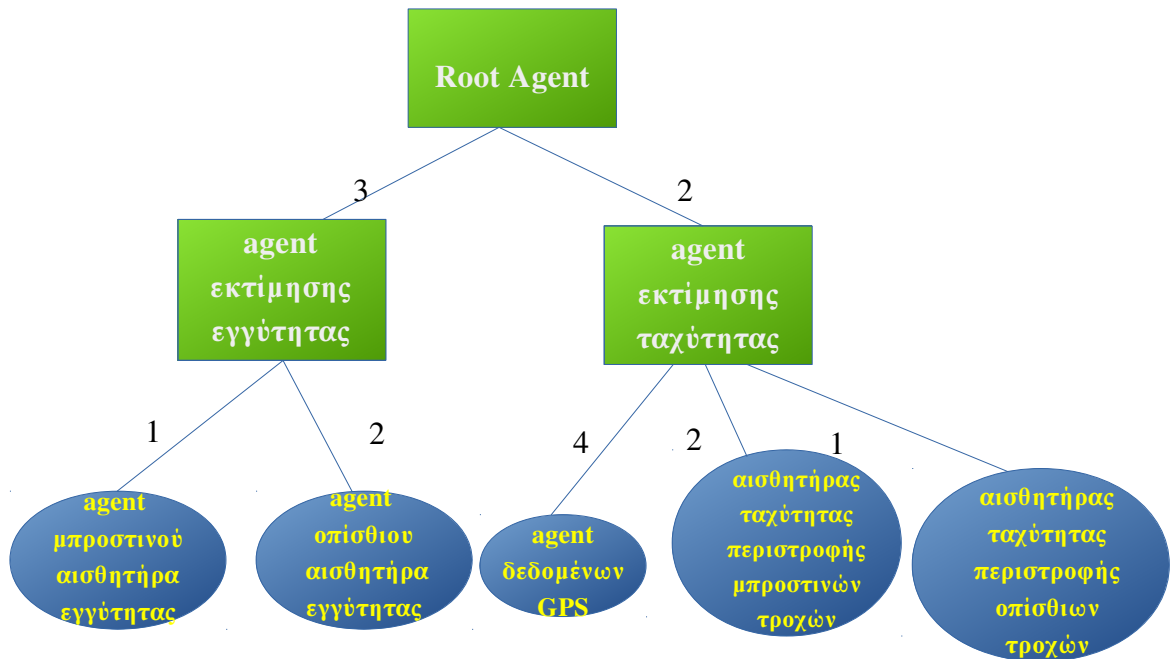 Root Agent
3
2
agent
εκτίμησης
εγγύτητας
agent
εκτίμησης
ταχύτητας
1
2
4
2
1
agent
μπροστινού
αισθητήρα
εγγύτητας
agent
οπίσθιου
αισθητήρα
εγγύτητας
agent
δεδομένων
GPS
αισθητήρας
ταχύτητας
περιστροφής
μπροστινών
τροχών
αισθητήρας
ταχύτητας
περιστροφής
οπίσθιων
τροχών